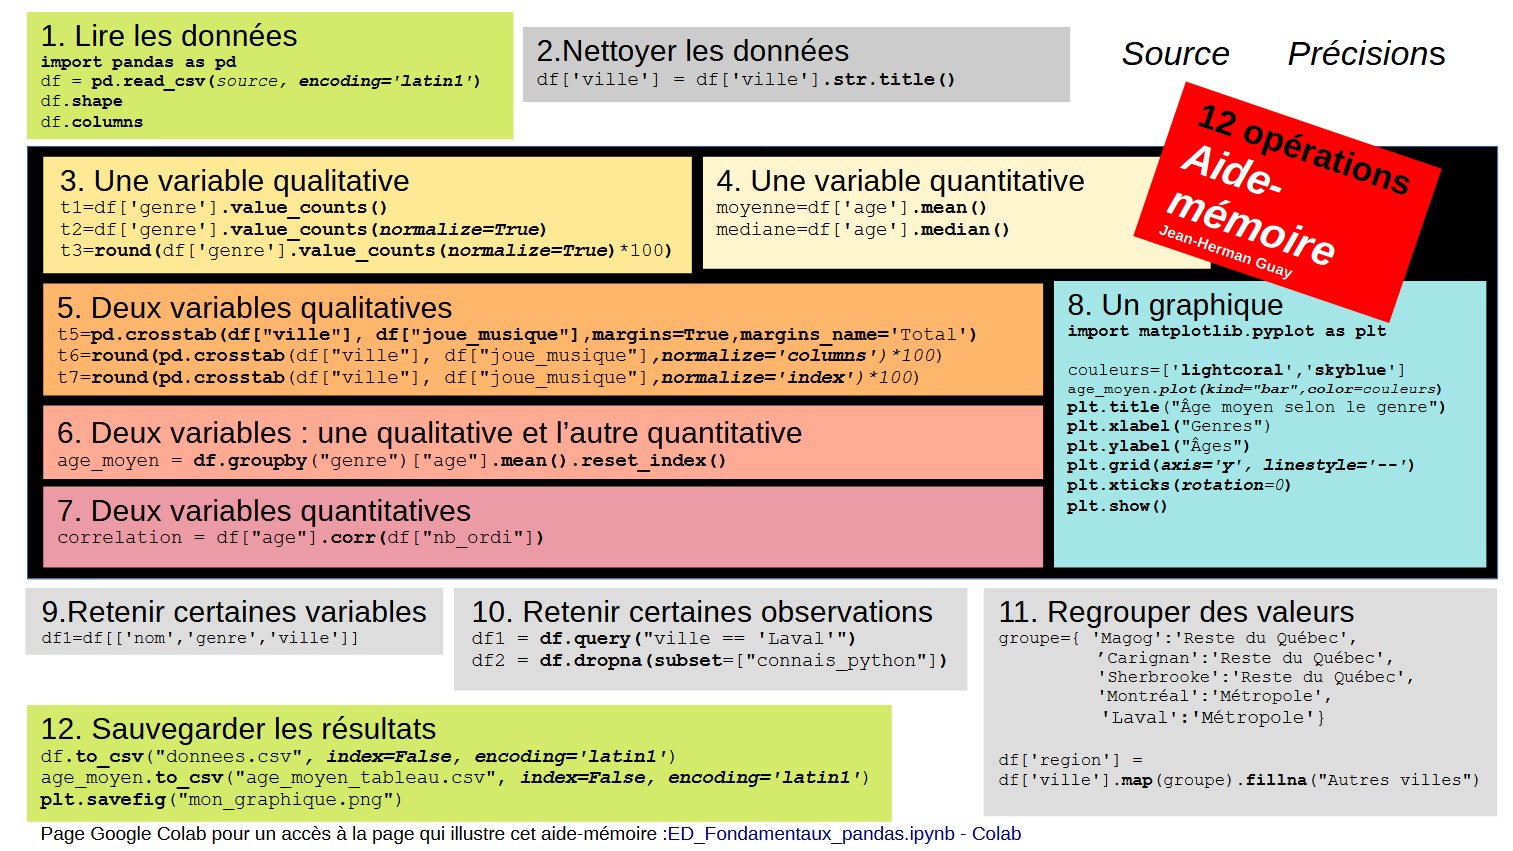 1. Lire les données
import pandas as pd
df = pd.read_csv(source, encoding='latin1')
df.shape
df.columns
2.Nettoyer les données
df['ville'] = df['ville'].str.title()
Source Précisions
12 opérations
Aide-
mémoire
Jean-Herman Guay
3. Une variable qualitative
t1=df['genre'].value_counts()
t2=df['genre'].value_counts(normalize=True)
t3=round(df['genre'].value_counts(normalize=True)*100)
4. Une variable quantitative
moyenne=df['age'].mean()
mediane=df['age'].median()
5. Deux variables qualitatives
t5=pd.crosstab(df["ville"], df["joue_musique"],margins=True,margins_name='Total')
t6=round(pd.crosstab(df["ville"], df["joue_musique"],normalize='columns')*100)
t7=round(pd.crosstab(df["ville"], df["joue_musique"],normalize='index')*100)
6. Deux variables : une qualitative et l’autre quantitative
age_moyen = df.groupby("genre")["age"].mean().reset_index()
7. Deux variables quantitatives
correlation = df["age"].corr(df["nb_ordi"])
8. Un graphique
import matplotlib.pyplot as plt
couleurs=['lightcoral','skyblue']
age_moyen.plot(kind="bar",color=couleurs)
plt.title("Âge moyen selon le genre")
plt.xlabel("Genres")
plt.ylabel("Âges")
plt.grid(axis='y', linestyle='--')
plt.xticks(rotation=0)
plt.show()
9.Retenir certaines variables
df1=df[['nom','genre','ville']]
10. Retenir certaines observations
df1 = df.query("ville == 'Laval'")
df2 = df.dropna(subset=["connais_python"])
11. Regrouper des valeurs
groupe={ 'Magog':'Reste du Québec',
’Carignan':'Reste du Québec',
'Sherbrooke':'Reste du Québec',
'Montréal':'Métropole',
'Laval':'Métropole'}
df['region'] =
df['ville'].map(groupe).fillna("Autres villes")
12. Sauvegarder les résultats
df.to_csv("donnees.csv", index=False, encoding='latin1')
age_moyen.to_csv("age_moyen_tableau.csv", index=False, encoding='latin1')
plt.savefig("mon_graphique.png")
Page Google Colab pour un accès à la page qui illustre cet aide-mémoire :ED_Fondamentaux_pandas.ipynb - Colab